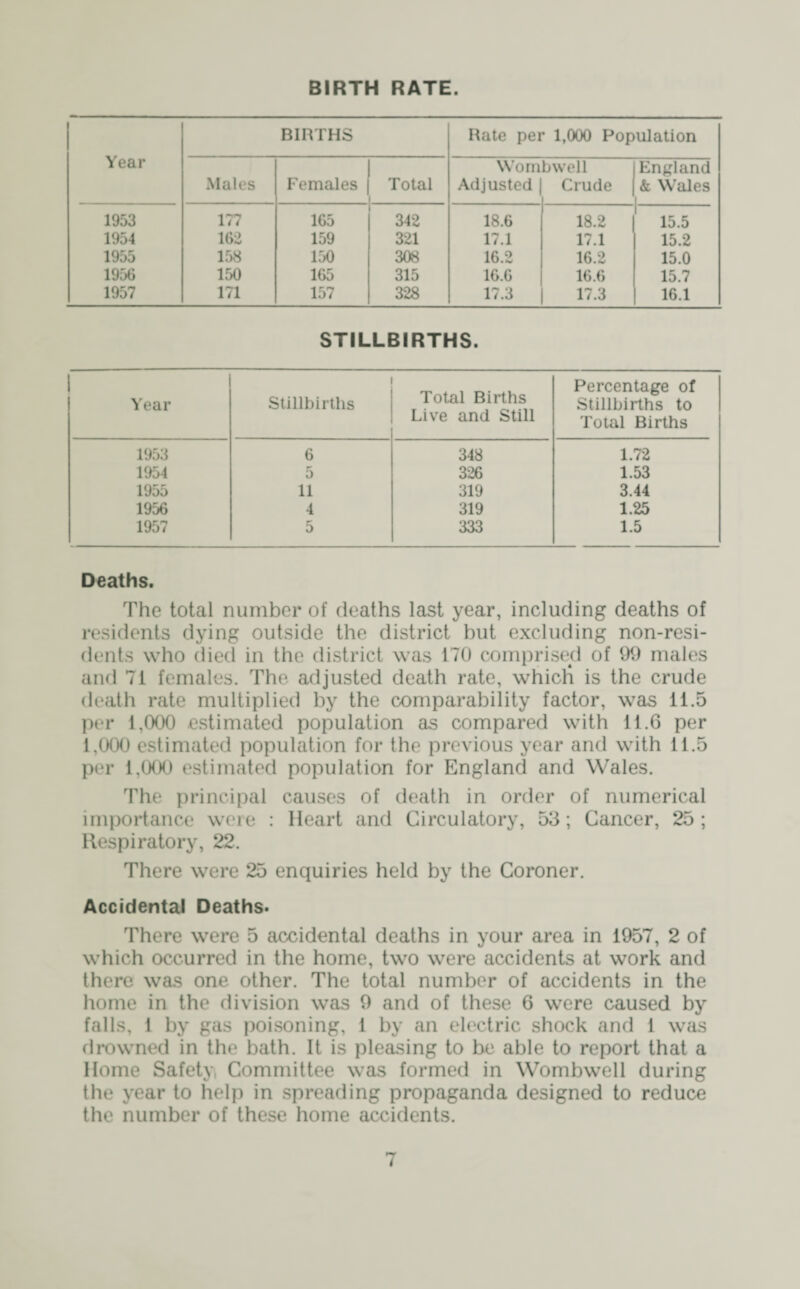 BIRTH RATE.
Year | BIRTHS | Rate per 1,000 Population
Males | Females | Total | Wombwell Adjusted | Crude | England & Wales
1953 | 177 | 165 | 342 | 18.6 | 18.2 | 15.5
1954 | 162 | 159 | 321 | 17.1 | 17.1 | 15.2
1955 | 158 | 150 | 308 | 16.2 | 16.2 | 15.0
1956 | 150 | 165 | 315 | 16.6 | 16.6 | 15.7
1957 | 171 | 157 | 328 | 17.3 | 17.3 | 16.1
STILLBIRTHS.
Year | Stillbirths | Total Births Live and Still | Percentage of Stillbirths to Total Births
1953 | 6 | 348 | 1.72
1954 | 5 | 326 | 1.53
1955 | 11 | 319 | 3.44
1956 | 4 | 319 | 1.25
1957 | 5 | 333 | 1.5
Deaths.
The total number of deaths last year, including deaths of
residents dying outside the district but excluding non-resi-
dents who died in the district was 170 comprised of 99 males
and 71 females. The adjusted death rate, which is the crude
death rate multiplied by the comparability factor, was 11.5
per 1,000 estimated population as compared with 11.6 per
1,000 estimated population for the previous year and with 11.5
per 1,000 estimated population for England and Wales.
The principal causes of death in order of numerical
importance were : Heart and Circulatory, 53 ; Cancer, 25 ;
Respiratory, 22.
There were 25 enquiries held by the Coroner.
Accidental Deaths.
There were 5 accidental deaths in your area in 1957, 2 of
which occurred in the home, two were accidents at work and
there was one other. The total number of accidents in the
home in the division was 9 and of these 6 were caused by
falls, 1 by gas poisoning, 1 by an electric shock and 1 was
drowned in the bath. It is pleasing to be able to report that a
Home Safety Committee was formed in Wombwell during
the year to help in spreading propaganda designed to reduce
the number of these home accidents.
7